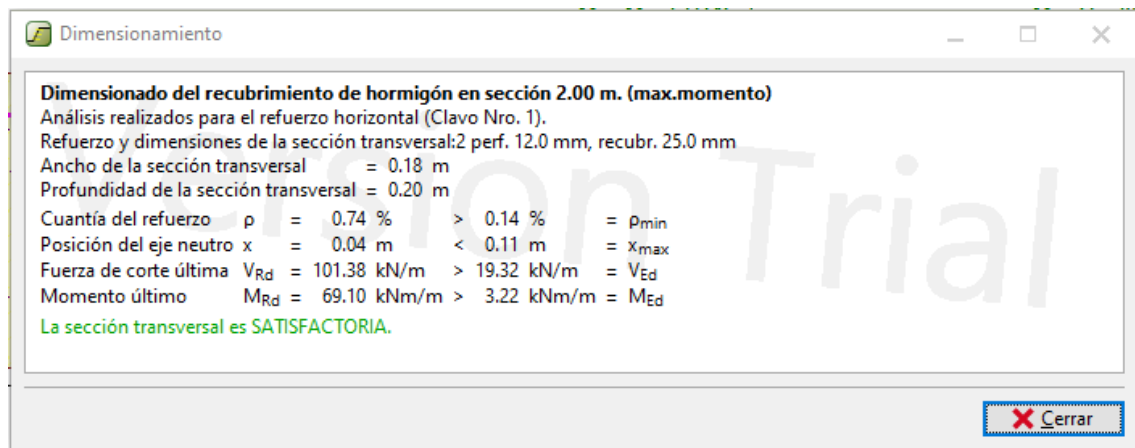 Dimensionamiento
Dimensionado del recubrimiento de hormigón en sección 2.00 m. (max.momento)
Análisis realizados para el refuerzo horizontal (Clavo Nro. 1).
Refuerzo y dimensiones de la sección transversal:2 perf. 12.0 mm, recubr. 25.0 mm
Ancho de la sección transversal = 0.18 m
Profundidad de la sección transversal = 0.20 m
Cuantía del refuerzo ρ = 0.74 % > 0.14 % = ρmin
Posición del eje neutro x = 0.04 m < 0.11 m = xmax
Fuerza de corte última VRd = 101.38 kN/m > 19.32 kN/m = VEd
Momento último MRd = 69.10 kNm/m > 3.22 kNm/m = MEd
La sección transversal es SATISFACTORIA.
Version Trial
Cerrar